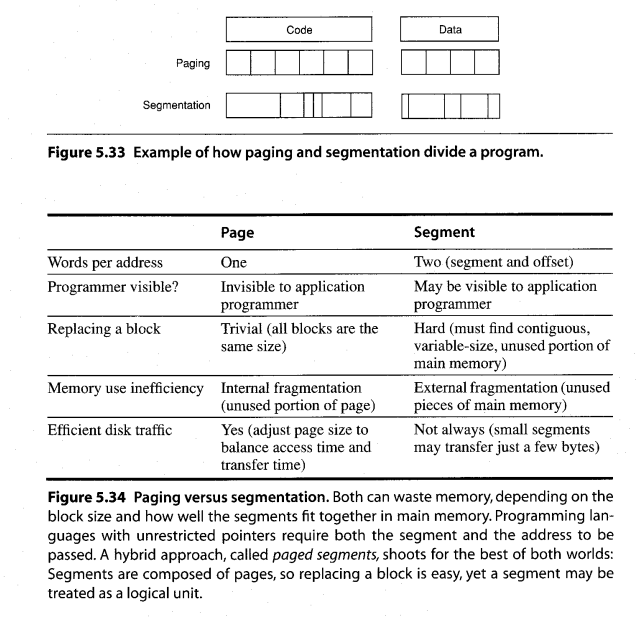 Code Data
Paging
Segmentation
Figure 5.33 Example of how paging and segmentation divide a program.
Page Segment
Words per address One Two (segment and offset)
Programmer visible? Invisible to application May be visible to application
programmer programmer
Replacing a block Trivial (all blocks are the Hard (must find contiguous,
same size) variable-size, unused portion of
main memory)
Memory use inefficiency Internal fragmentation External fragmentation (unused
(unused portion of page) pieces of main memory)
Efficient disk traffic Yes (adjust page size to Not always (small segments
balance access time and may transfer just a few bytes)
transfer time)
Figure 5.34 Paging versus segmentation. Both can waste memory, depending on the
block size and how well the segments fit together in main memory. Programming lan-
guages with unrestricted pointers require both the segment and the address to be
passed. A hybrid approach, called paged segments, shoots for the best of both worlds:
Segments are composed of pages, so replacing a block is easy, yet a segment may be
treated as a logical unit.